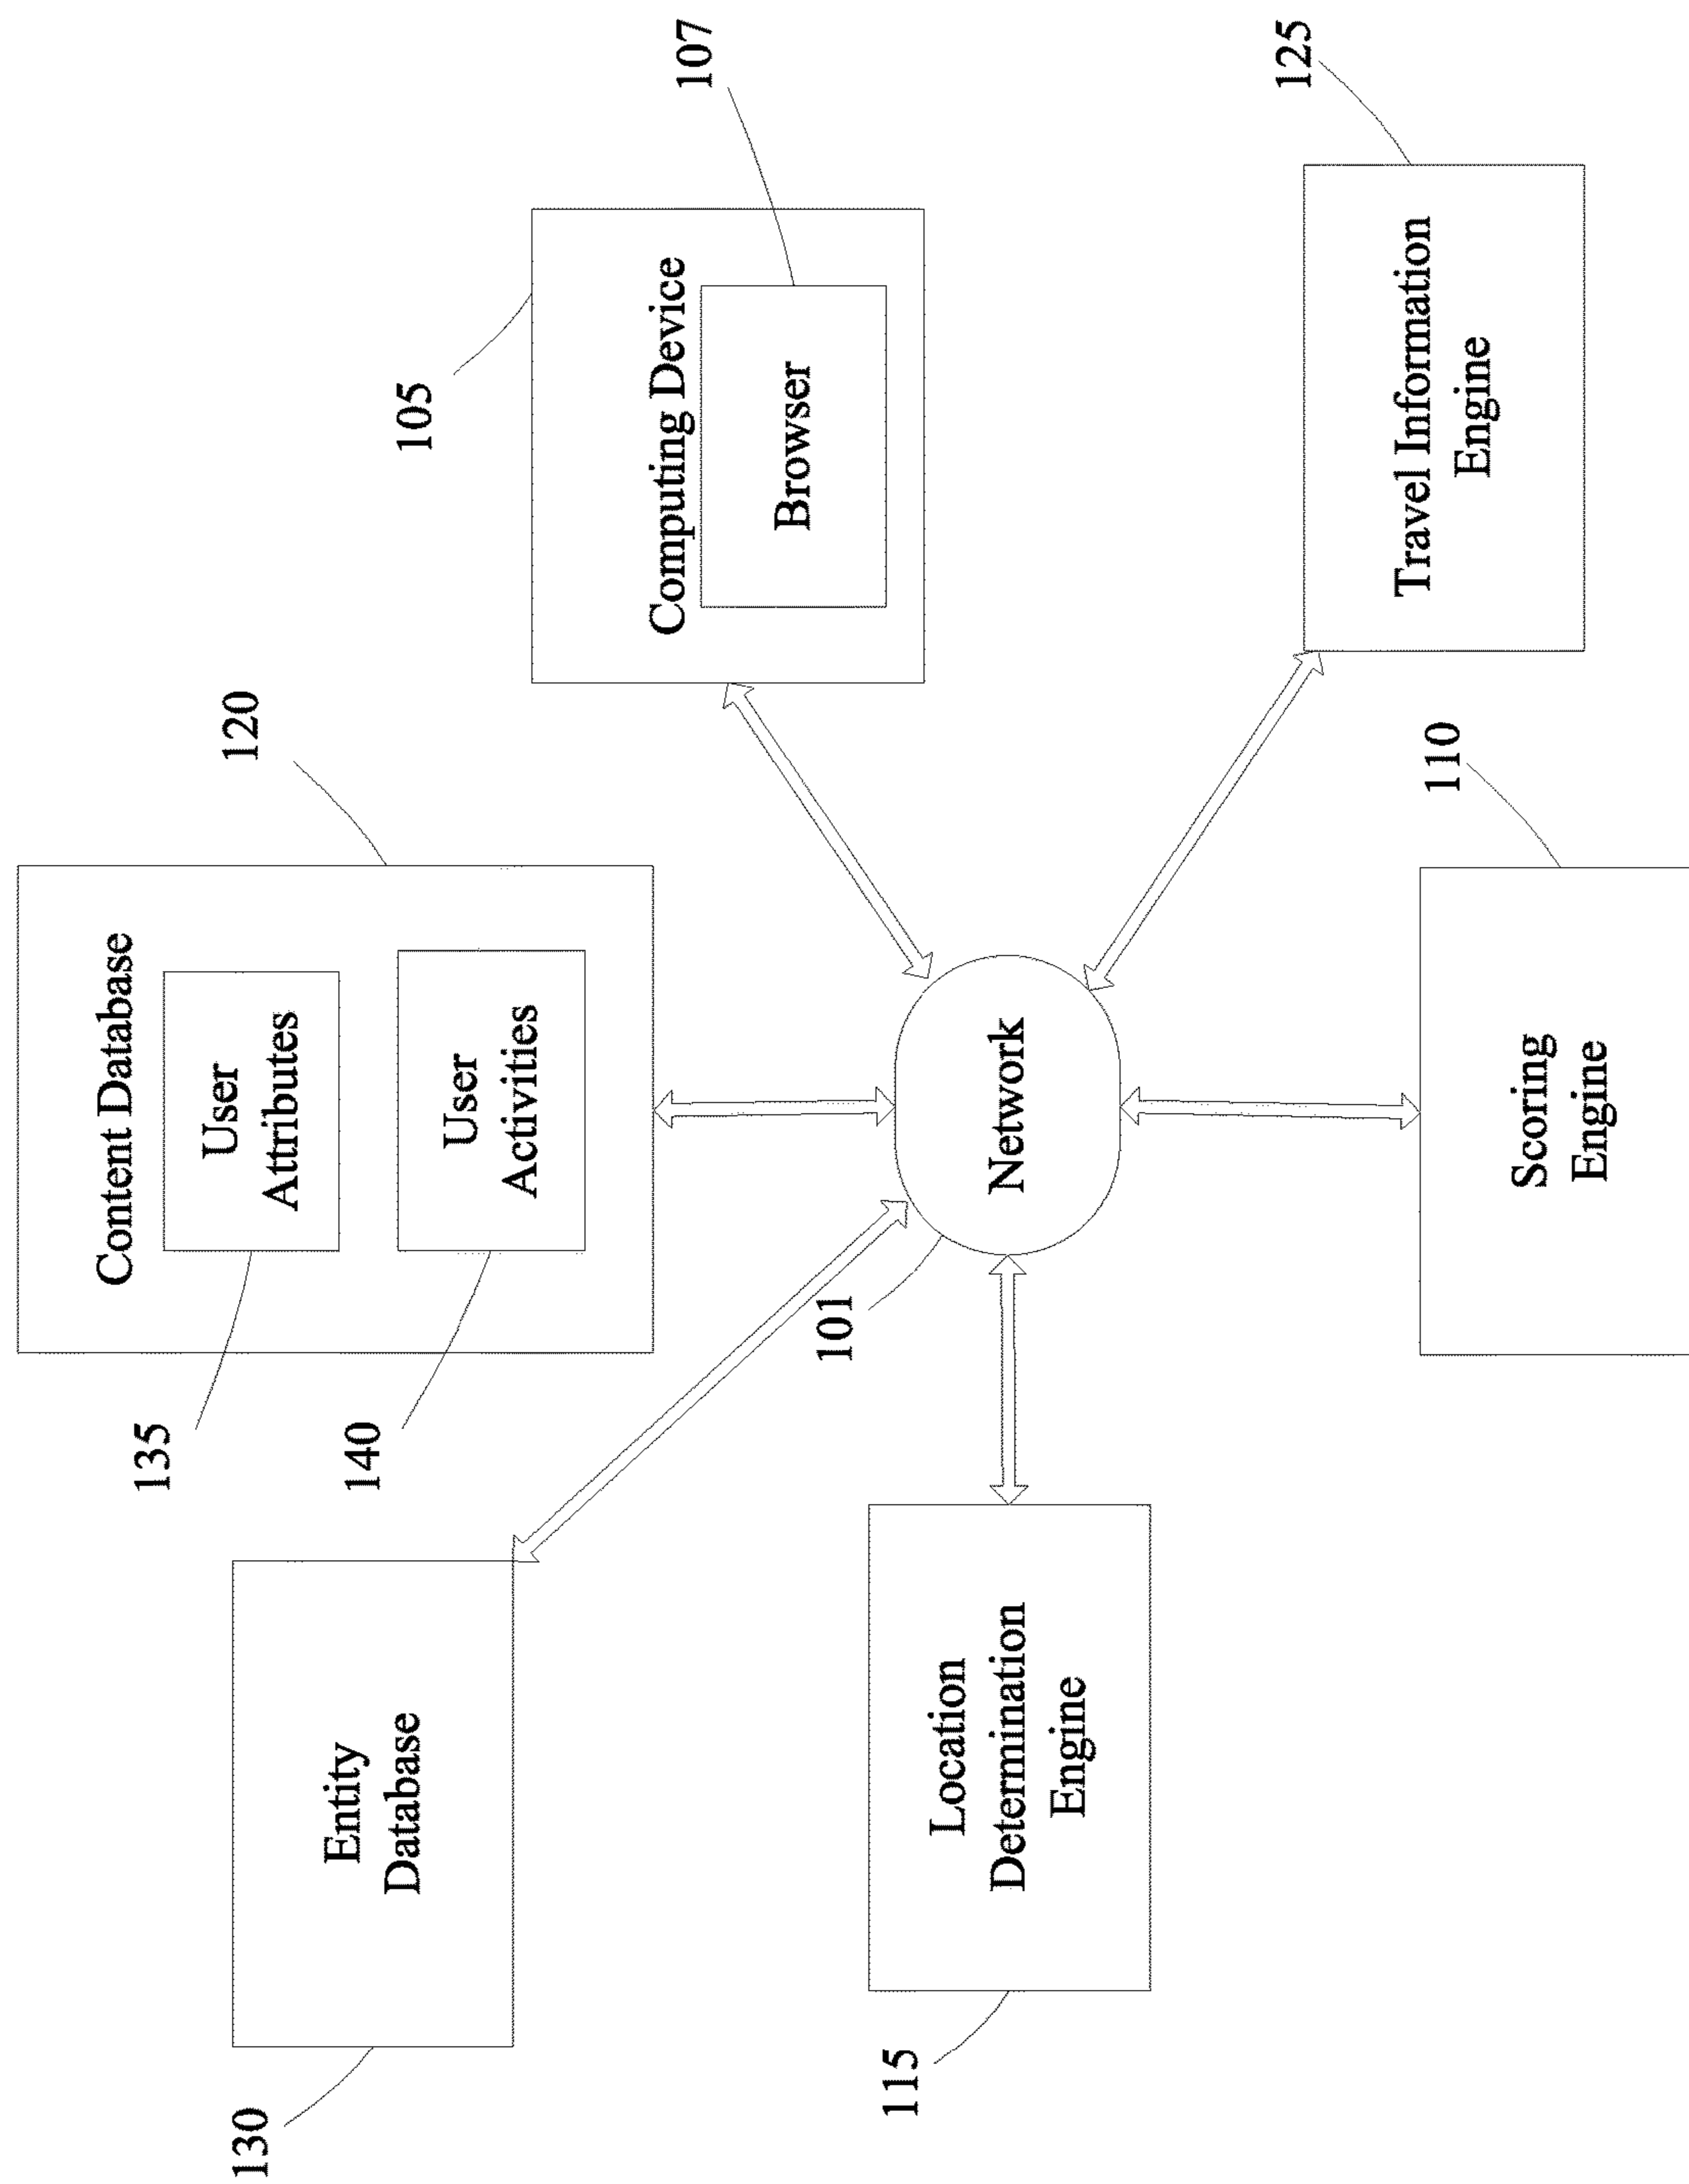 130
Entity
Database
135
140
Content Database
User
Attributes
User
Activities
120
105
Computing Device
Browser
107
101
Network
115
Location
Determination
Engine
Scoring
Engine
110
Travel Information
Engine
125